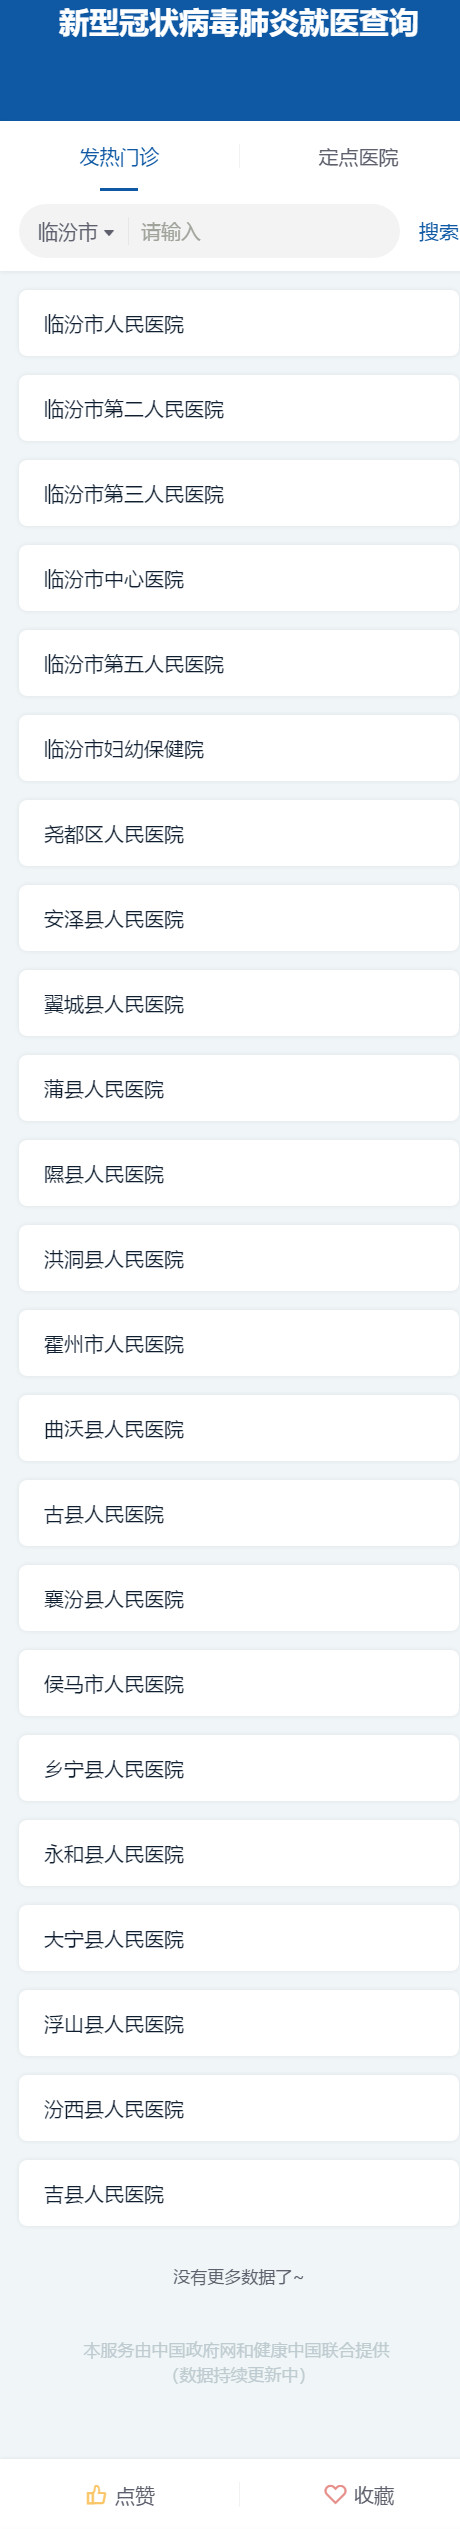 新型冠状病毒肺炎就医查询
发热门诊 定点医院
临汾市 请输入 搜索
临汾市人民医院
临汾市第二人民医院
临汾市第三人民医院
临汾市中心医院
临汾市第五人民医院
临汾市妇幼保健院
尧都区人民医院
安泽县人民医院
翼城县人民医院
蒲县人民医院
隰县人民医院
洪洞县人民医院
霍州市人民医院
曲沃县人民医院
古县人民医院
襄汾县人民医院
侯马市人民医院
乡宁县人民医院
永和县人民医院
大宁县人民医院
浮山县人民医院
汾西县人民医院
吉县人民医院
没有更多数据了~
本服务由中国政府网和健康中国联合提供
（数据持续更新中）
点赞 收藏